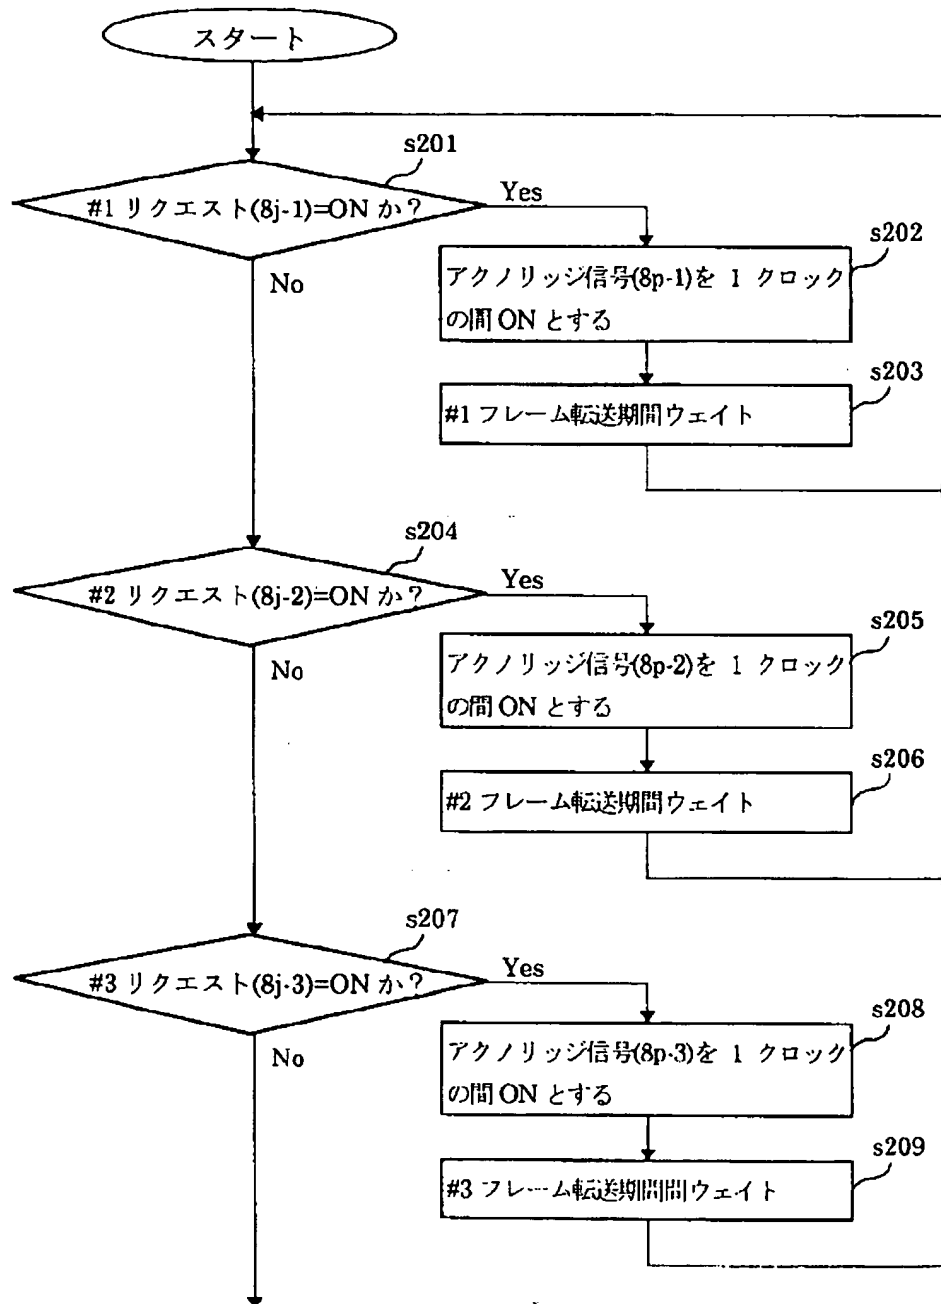 スタート
s201
#1 リクエスト(8j-1)=ON か？
Yes
No
s202
アクノリッジ信号(8p-1)を 1 クロック
の間 ON とする
s203
#1 フレーム転送期間ウェイト
s204
#2 リクエスト(8j-2)=ON か？
Yes
No
s205
アクノリッジ信号(8p-2)を 1 クロック
の間 ON とする
s206
#2 フレーム転送期間ウェイト
s207
#3 リクエスト(8j-3)=ON か？
Yes
No
s208
アクノリッジ信号(8p-3)を 1 クロック
の間 ON とする
s209
#3 フレーム転送期間間ウェイト